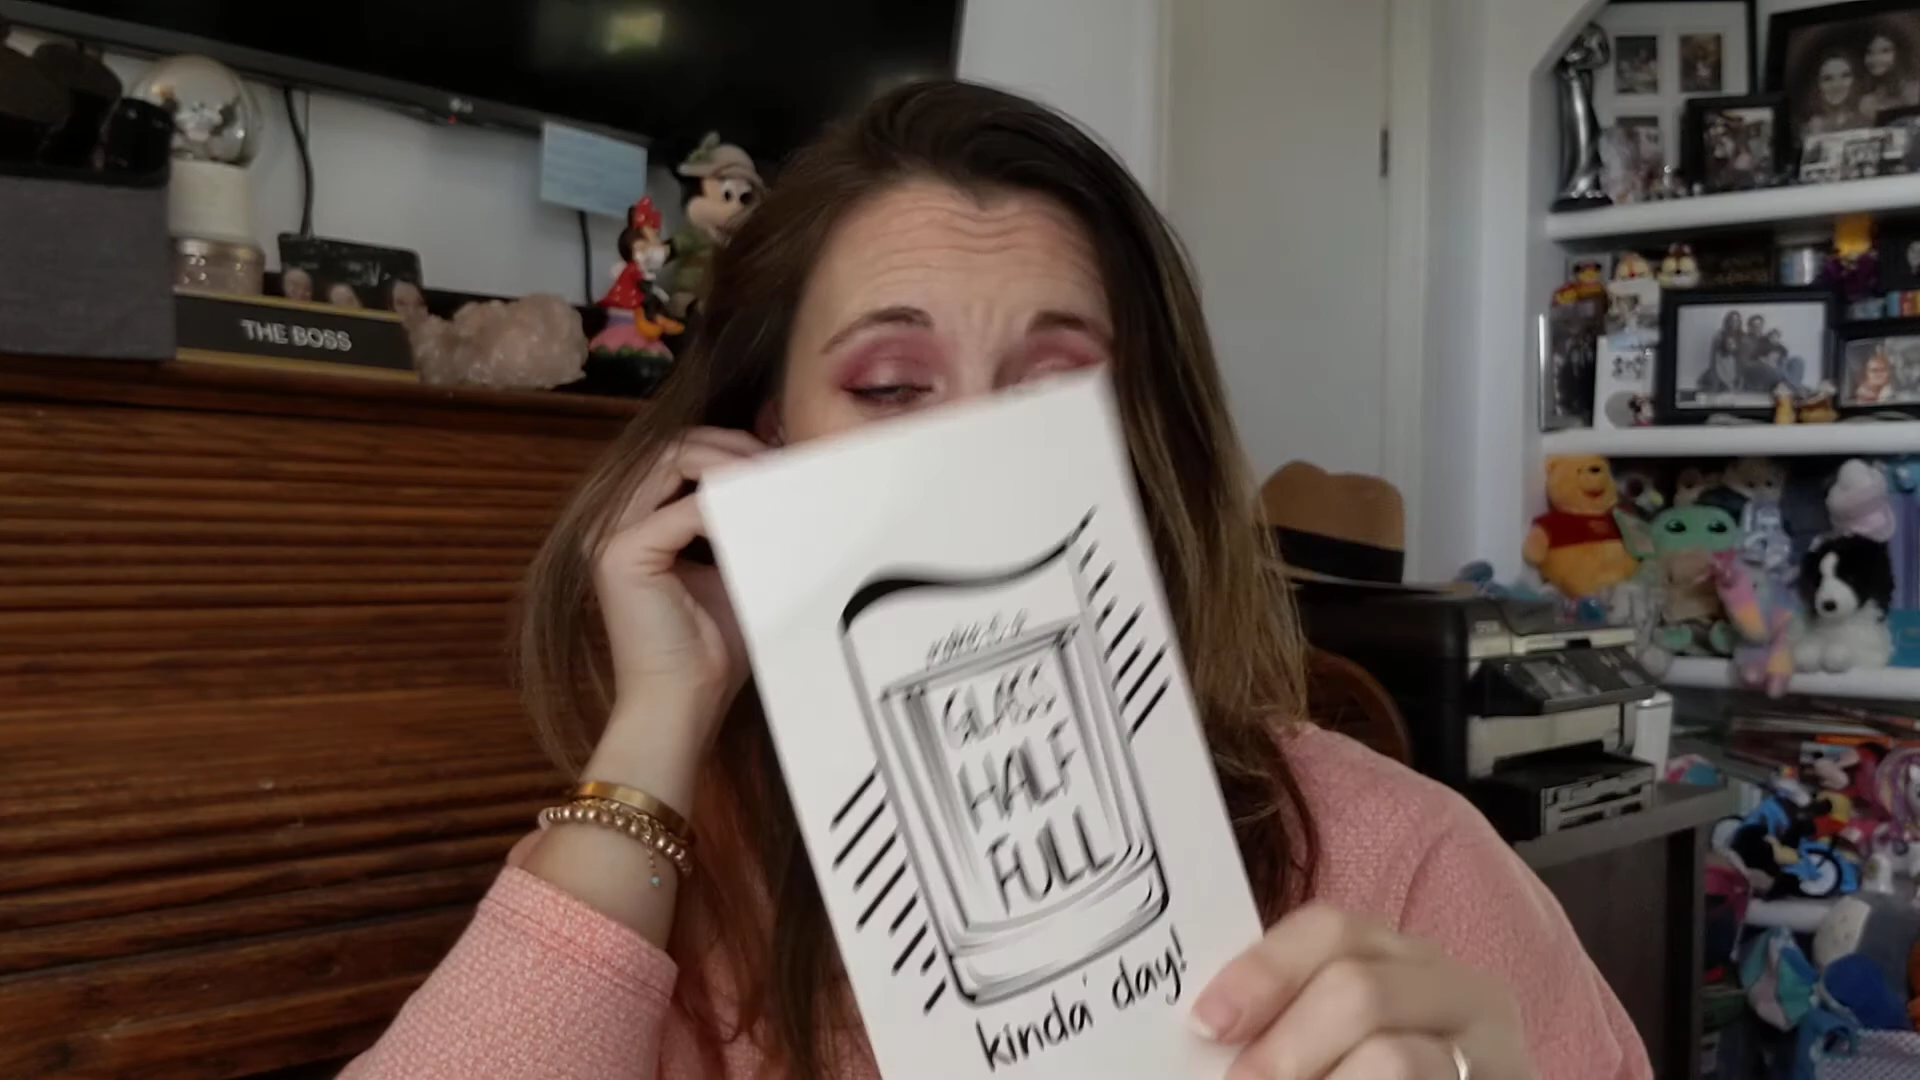 THE BOSS
GLASS
HALF
FULL
kinda' day!